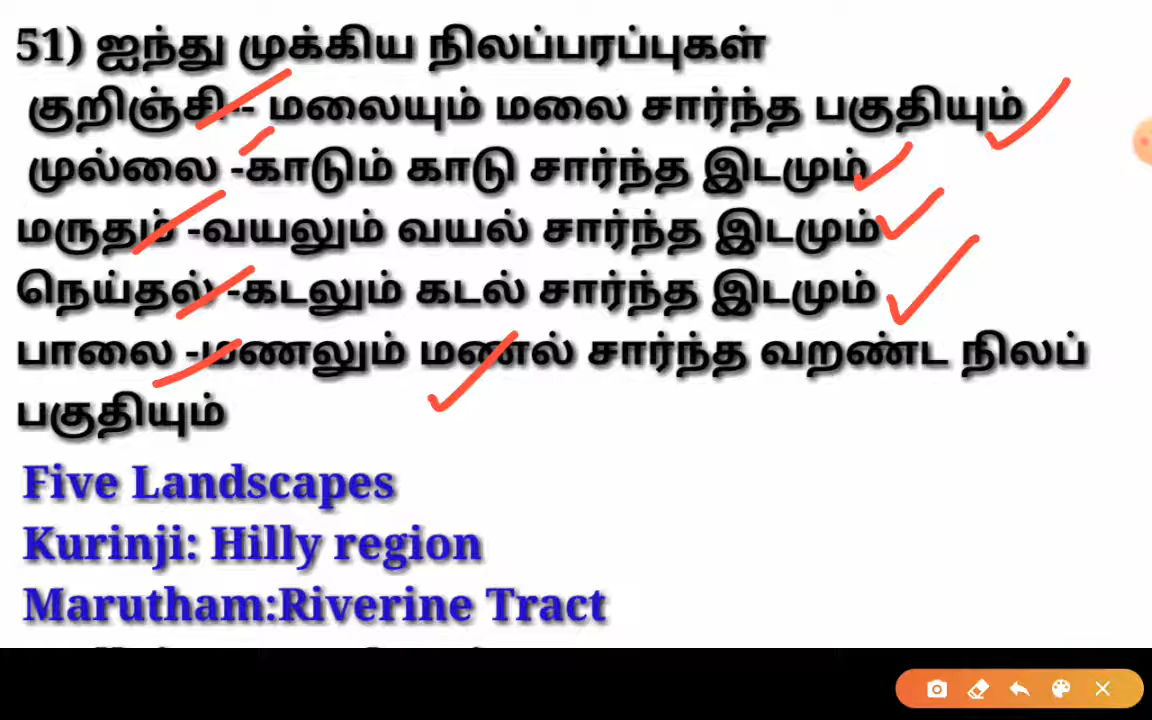 51) ஐந்து முக்கிய நிலப்பரப்புகள்
குறிஞ்சி-- மலையும் மலை சார்ந்த பகுதியும்
முல்லை -காடும் காடு சார்ந்த இடமும்
மருதம் -வயலும் வயல் சார்ந்த இடமும்
நெய்தல் -கடலும் கடல் சார்ந்த இடமும்
பாலை -மணலும் மணல் சார்ந்த வறண்ட நிலப்
பகுதியும்
Five Landscapes
Kurinji: Hilly region
Marutham:Riverine Tract